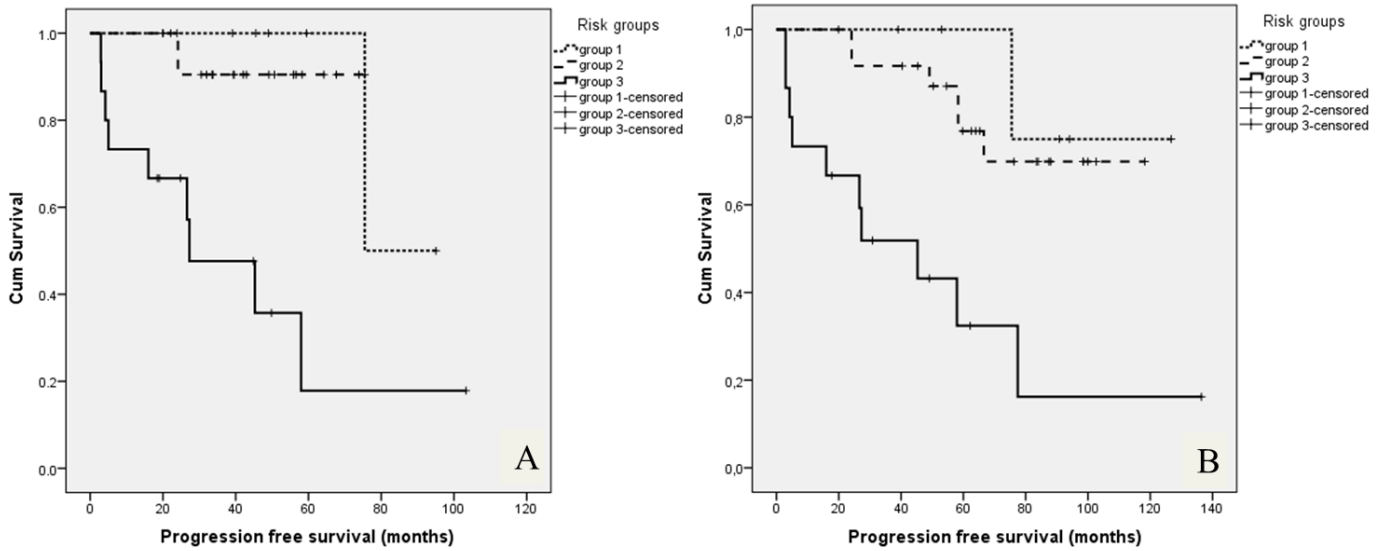 Risk groups
group 1
group 2
group 3
group 1-censored
group 2-censored
group 3-censored
1.0
0.8
0.6
0.4
0.2
0.0
Cum Survival
0 20 40 60 80 100 120
Progression free survival (months)
A
Risk groups
group 1
group 2
group 3
group 1-censored
group 2-censored
group 3-censored
1,0
0,8
0,6
0,4
0,2
0,0
Cum Survival
0 20 40 60 80 100 120 140
Progression free survival (months)
B